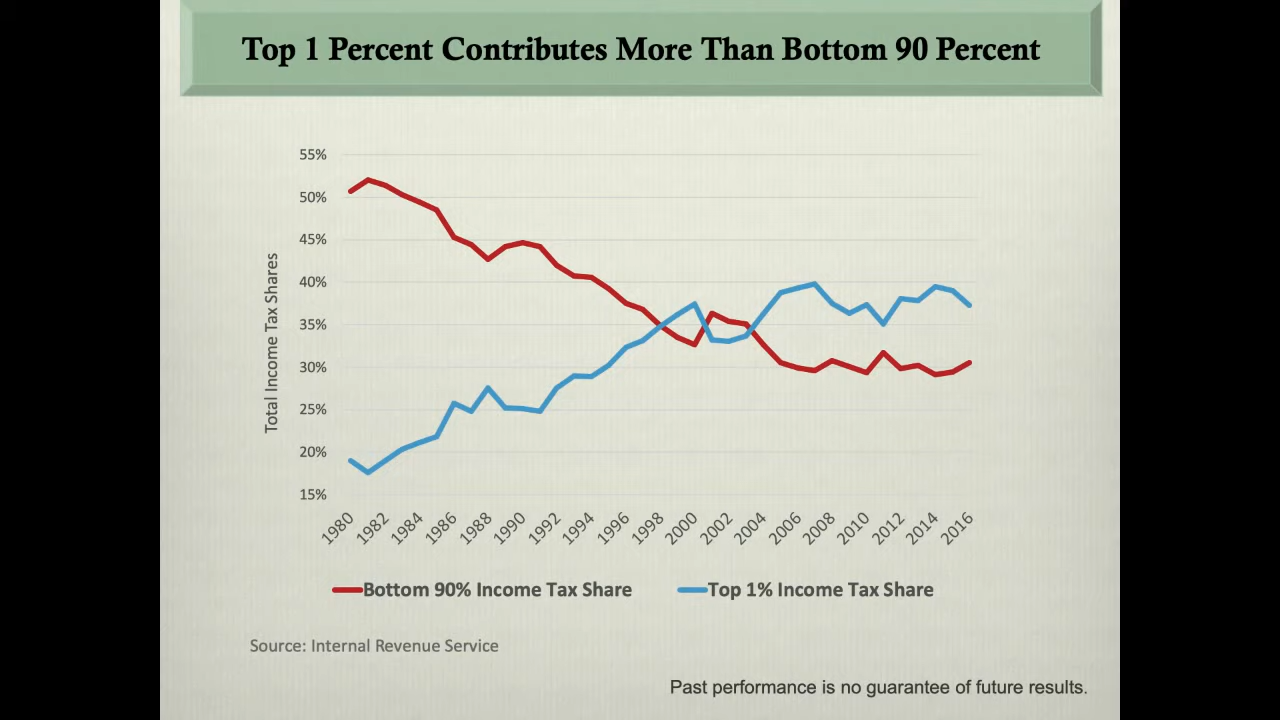 Top 1 Percent Contributes More Than Bottom 90 Percent
Total Income Tax Shares
55%
50%
45%
40%
35%
30%
25%
20%
15%
1980 1982 1984 1986 1988 1990 1992 1994 1996 1998 2000 2002 2004 2006 2008 2010 2012 2014 2016
Bottom 90% Income Tax Share Top 1% Income Tax Share
Source: Internal Revenue Service
Past performance is no guarantee of future results.